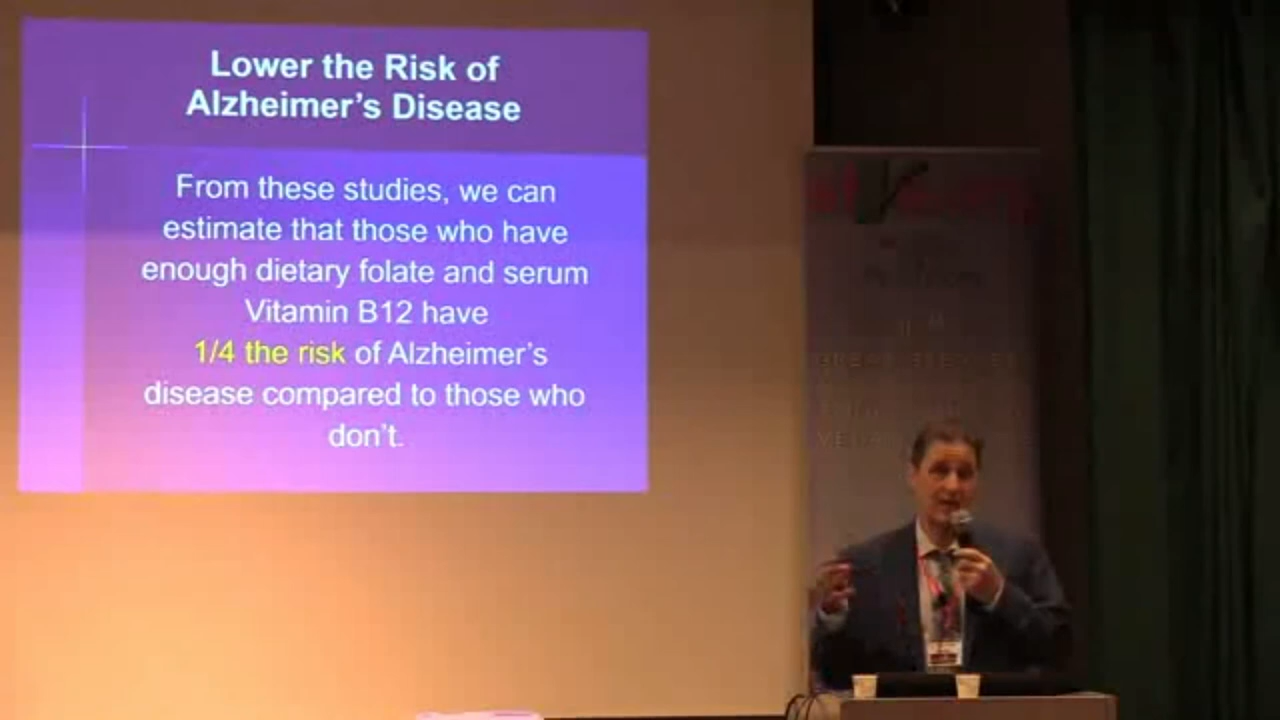 Lower the Risk of
Alzheimer's Disease
From these studies, we can
estimate that those who have
enough dietary folate and serum
Vitamin B12 have
1/4 the risk of Alzheimer's
disease compared to those who
don't.